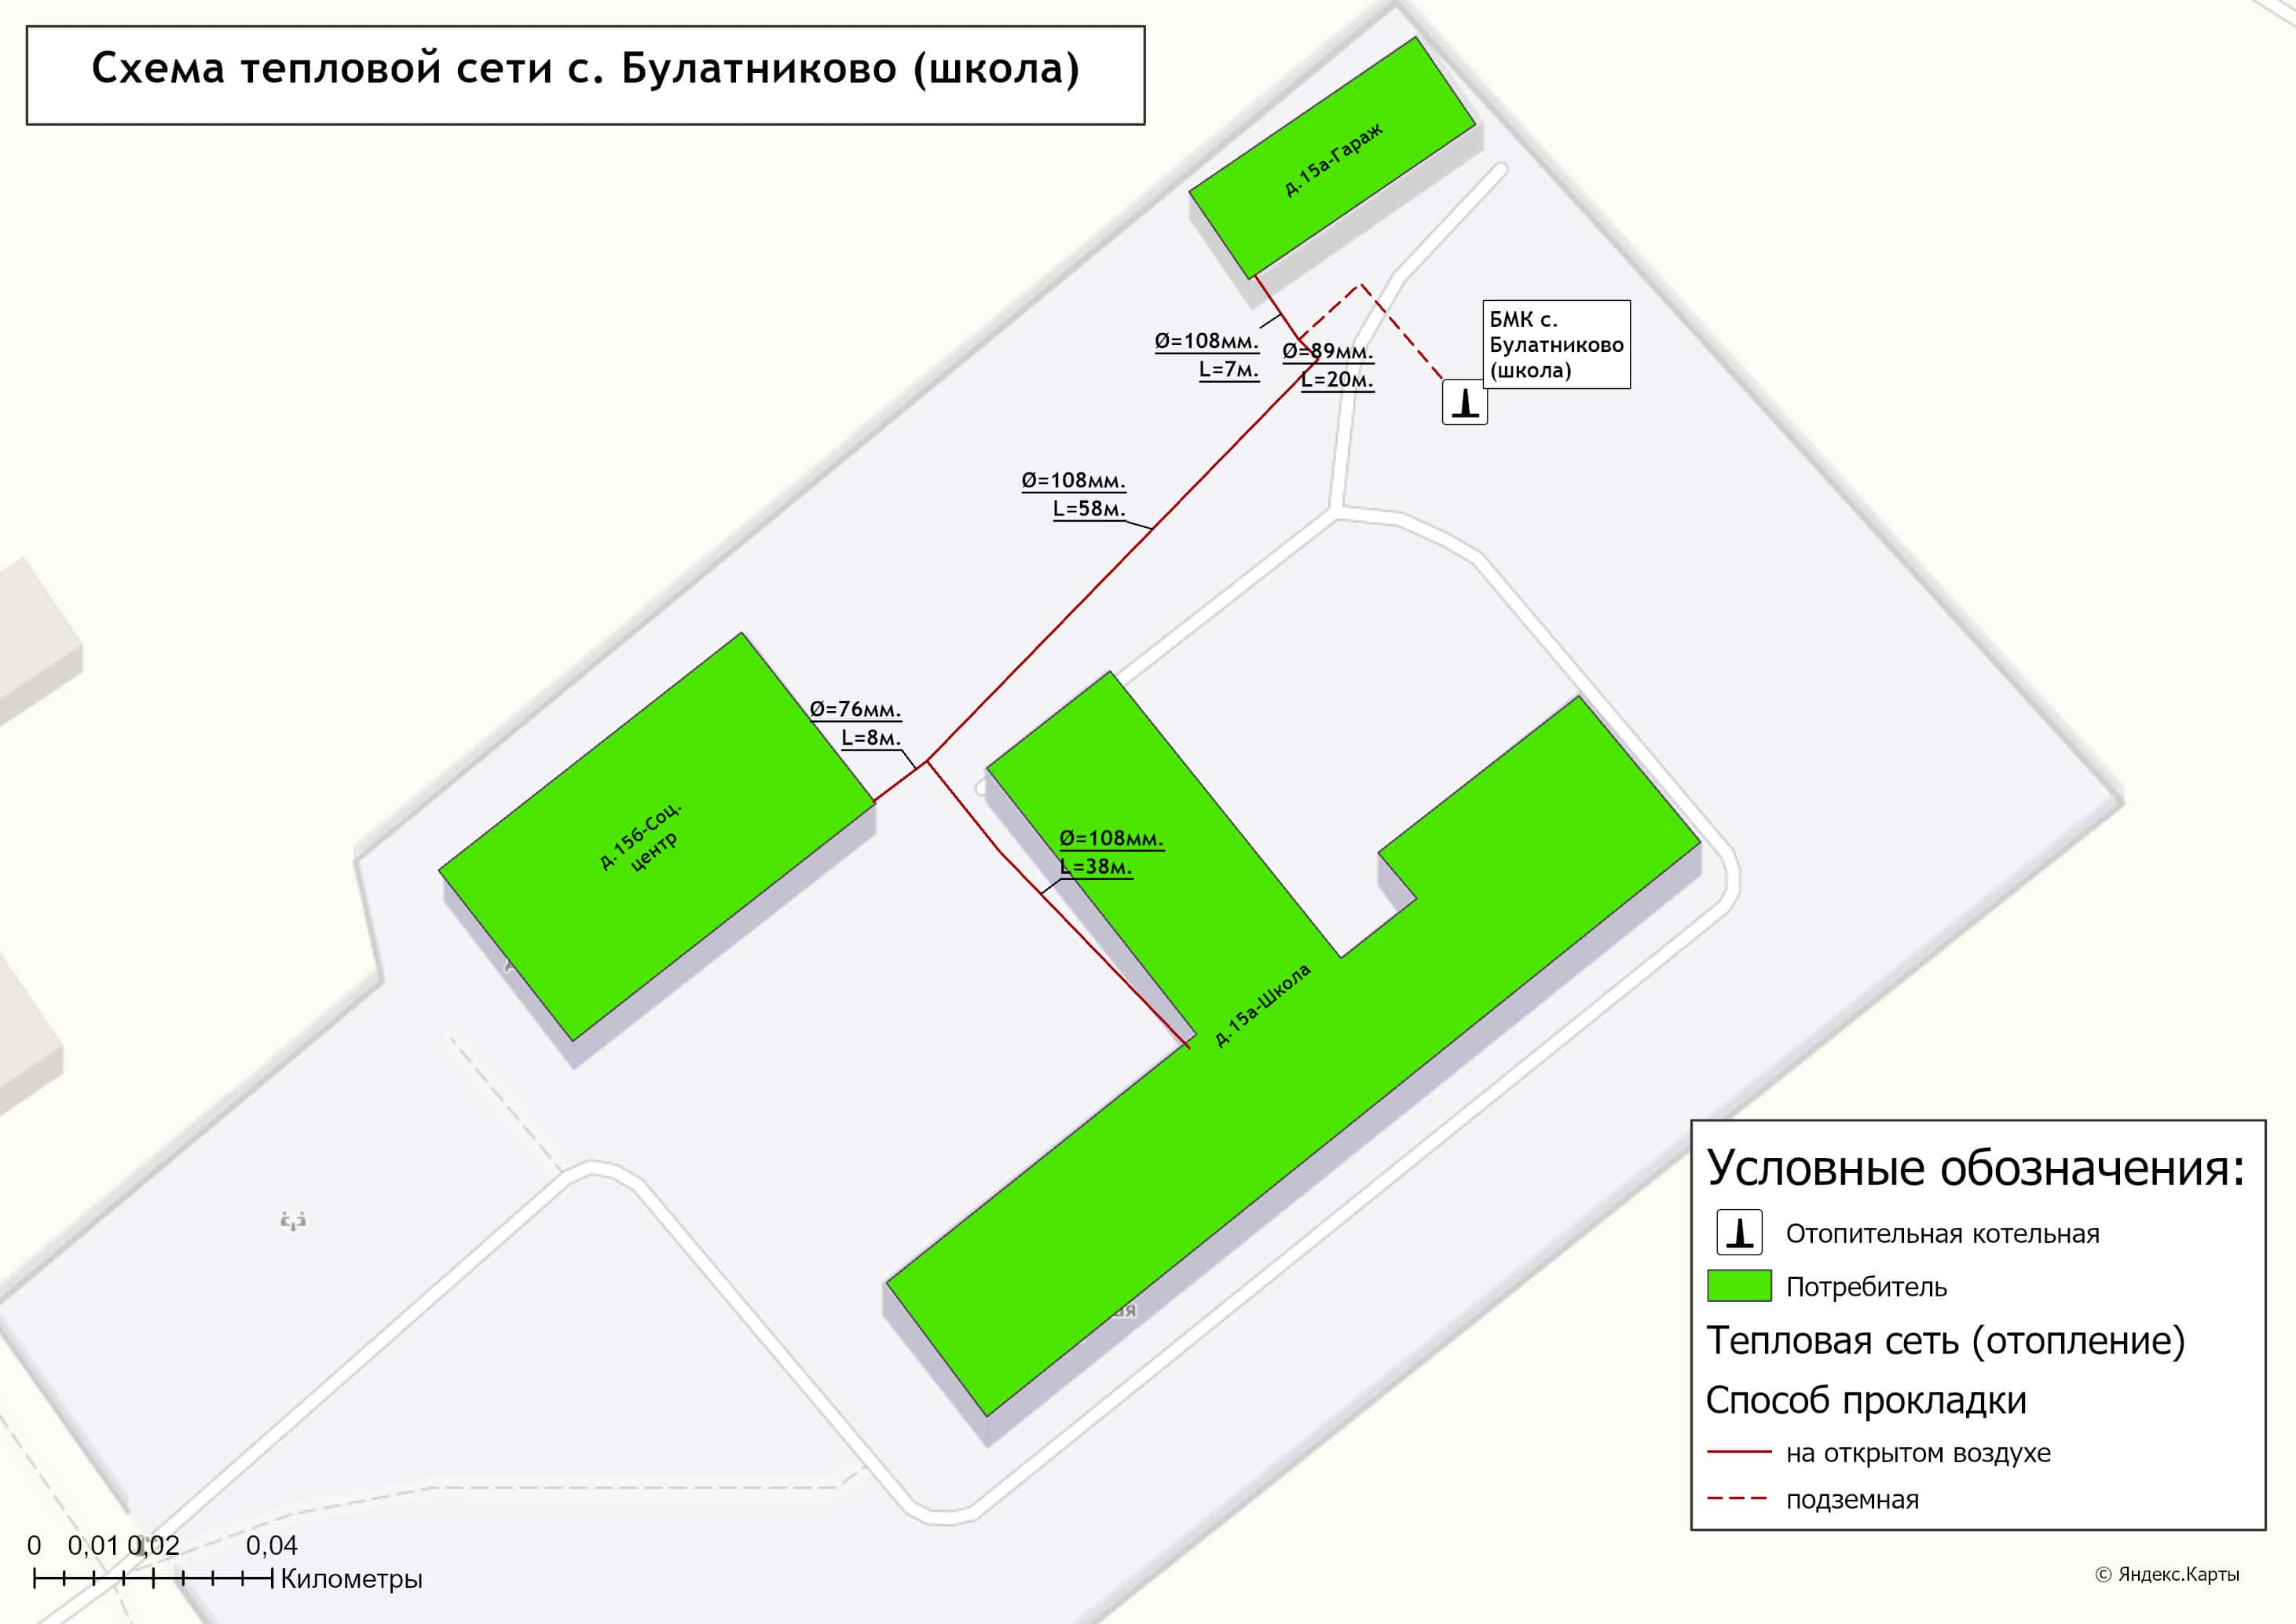 Схема тепловой сети с. Булатниково (школа)
д.15а-Гараж
БМК с.
Булатниково
(школа)
Ø=108мм.
L=7м.
Ø=89мм.
L=20м.
Ø=108мм.
L=58м.
Ø=76мм.
L=8м.
Ø=108мм.
L=38м.
д.15б-Соц.
центр
д.15а-Школа
ая
Условные обозначения:
Отопительная котельная
Потребитель
Тепловая сеть (отопление)
Способ прокладки
на открытом воздухе
подземная
0 0,01 0,02 0,04
Километры
© Яндекс.Карты